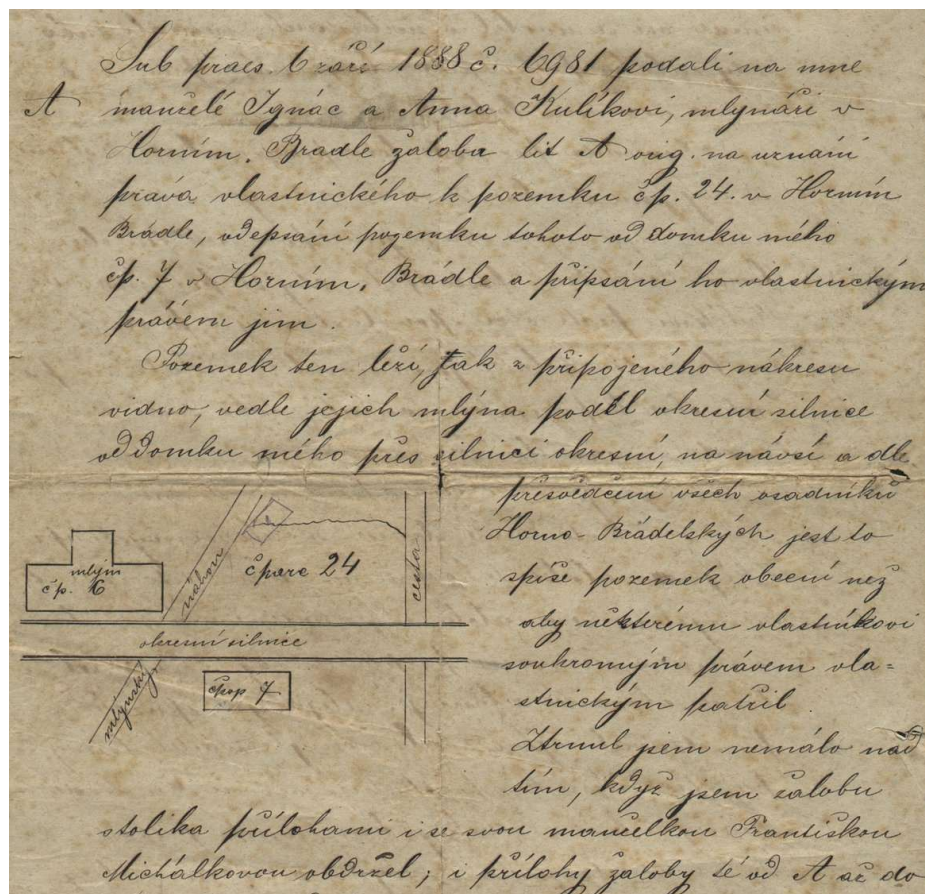 Sub praes. 6 září 1888 č. 6981 podali na mne
A manželé Ignác a Anna Kulíkovi, mlynáři v
Horním. Bradle žaloba lit A orig. na uznání
práva vlastnického k pozemku čp. 24. v Horním
Brádle, odepsání pozemku tohoto od domku mého
čp. 7 v Horním. Brádle a připsání ho vlastnickým
právem jim.
Pozemek ten leží, jak z připojeného nákresu
vidno, vedle jejich mlýna podél okresní silnice
od domku mého přes silnici okresní, na návsi a dle
přesvědčení všech osadníků
Horno-Brádelských jest to
spíše pozemek obecní než
aby některému vlastníkovi
soukromým právem vla=
stnickým patřil.
Ztrnul jsem nemálo nad
tím, když jsem žalobu
mlýn
čp. 6
náhon
č parc 24
cesta
okresní silnice
mlýnský
čpop 7.
stolika přílohami i se svou manželkou Františkou
Michálkovou obdržel; i přílohy žaloby té od A až do